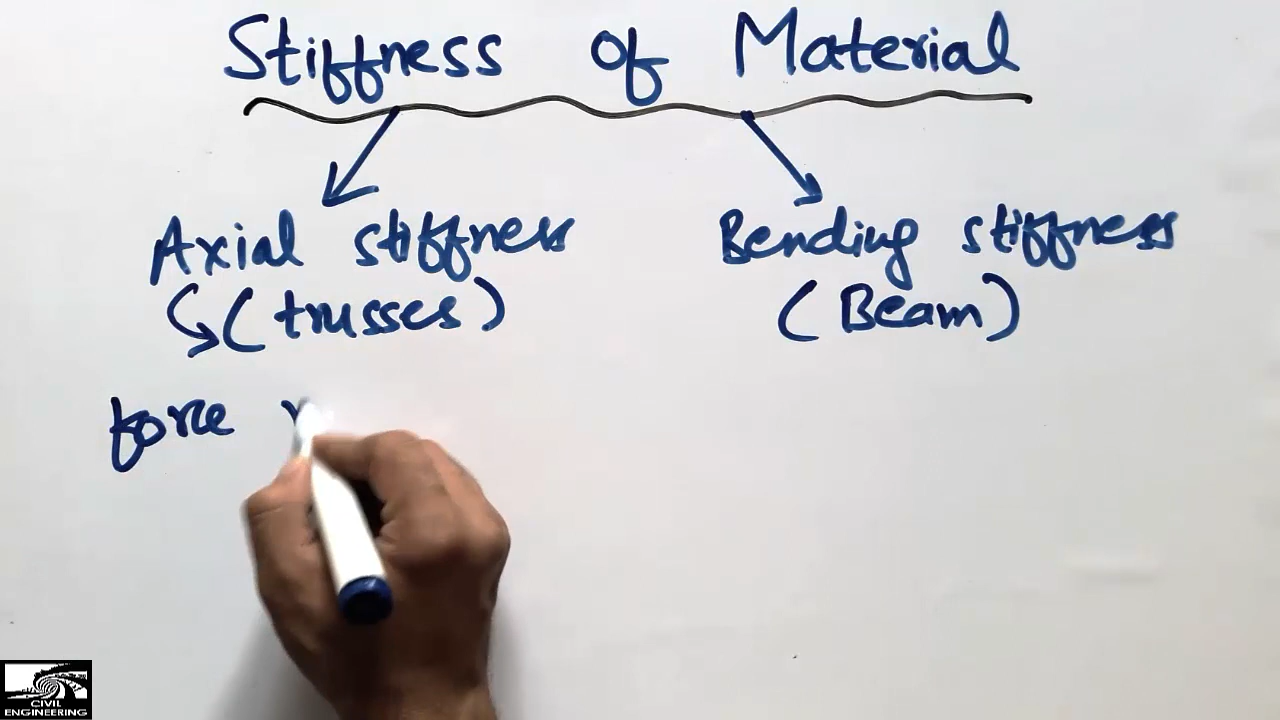 Stiffness Of Material
Axial stiffness
(trusses)
Bending stiffness
(Beam)
force
CIVIL
ENGINEERING